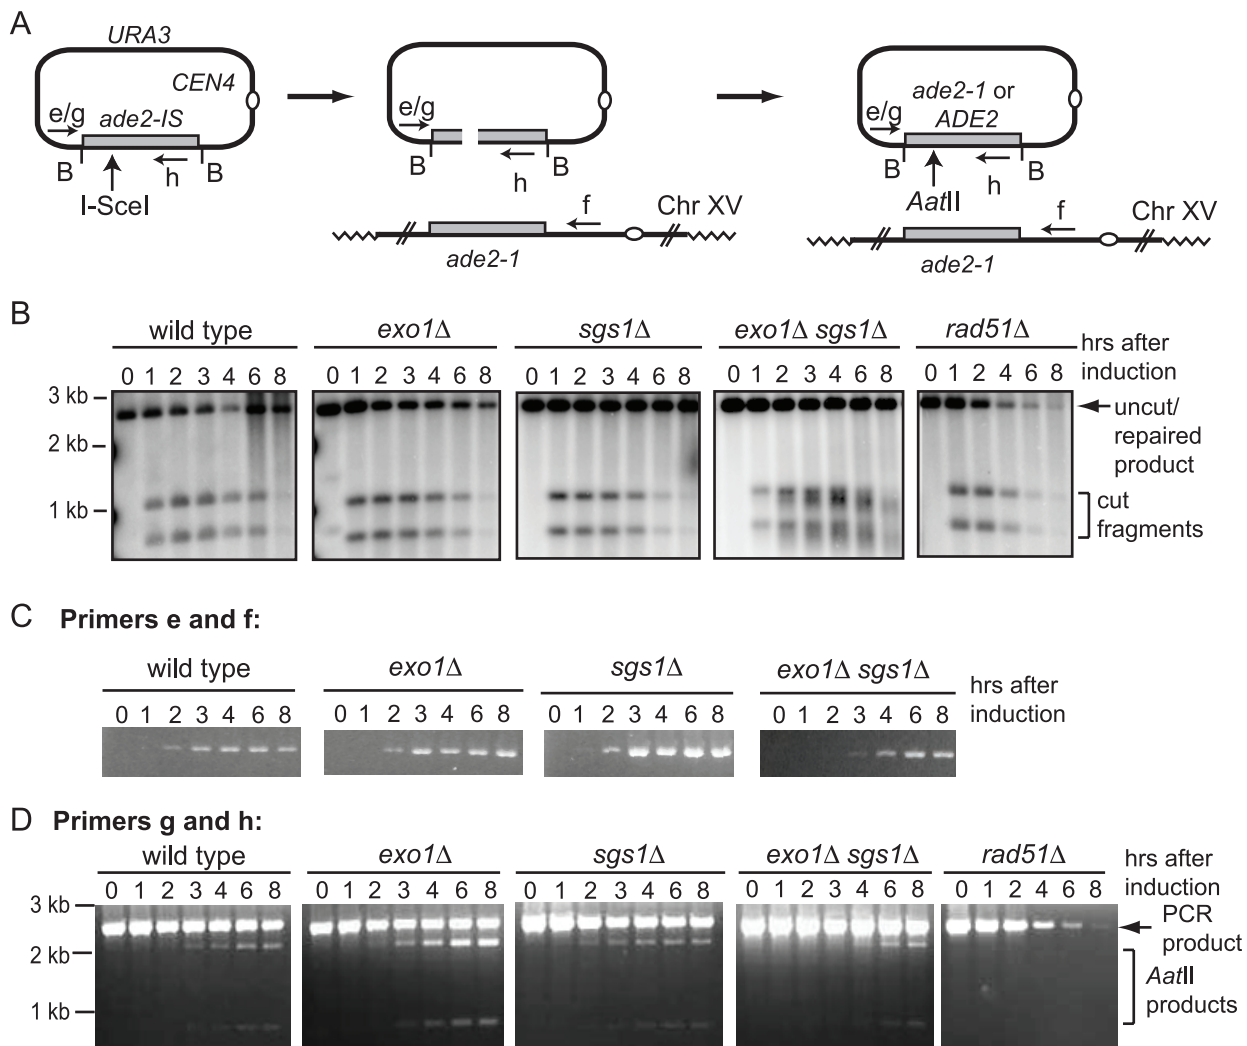 A
URA3
CEN4
e/g
ade2-IS
B
B
h
I-SceI
e/g
B
B
h
f
Chr XV
ade2-1
ade2-1 or
ADE2
e/g
B
B
h
AatII
f
Chr XV
ade2-1
B
wild type
exo1Δ
sgs1Δ
exo1Δ sgs1Δ
rad51Δ
hrs after
induction
0 1 2 3 4 6 8
0 1 2 3 4 6 8
0 1 2 3 4 6 8
0 1 2 3 4 6 8
0 1 2 4 6 8
3 kb
2 kb
1 kb
uncut/
repaired
product
cut
fragments
C Primers e and f:
wild type
exo1Δ
sgs1Δ
exo1Δ sgs1Δ
hrs after
induction
0 1 2 3 4 6 8
0 1 2 3 4 6 8
0 1 2 3 4 6 8
0 1 2 3 4 6 8
D Primers g and h:
wild type
exo1Δ
sgs1Δ
exo1Δ sgs1Δ
rad51Δ
hrs after
induction
0 1 2 3 4 6 8
0 1 2 3 4 6 8
0 1 2 3 4 6 8
0 1 2 3 4 6 8
0 1 2 4 6 8
3 kb
2 kb
1 kb
PCR
product
AatII
products